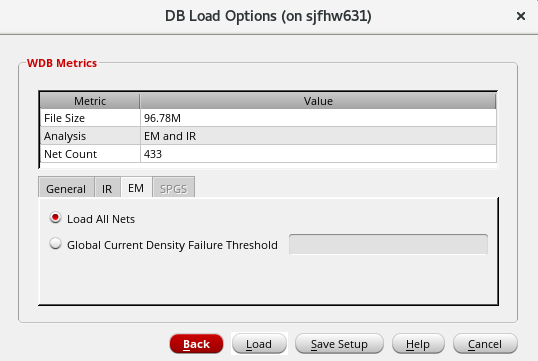 DB Load Options (on sjfhw631)
WDB Metrics
Metric Value
File Size 96.78M
Analysis EM and IR
Net Count 433
General IR EM SPGS
Load All Nets
Global Current Density Failure Threshold
Back Load Save Setup Help Cancel